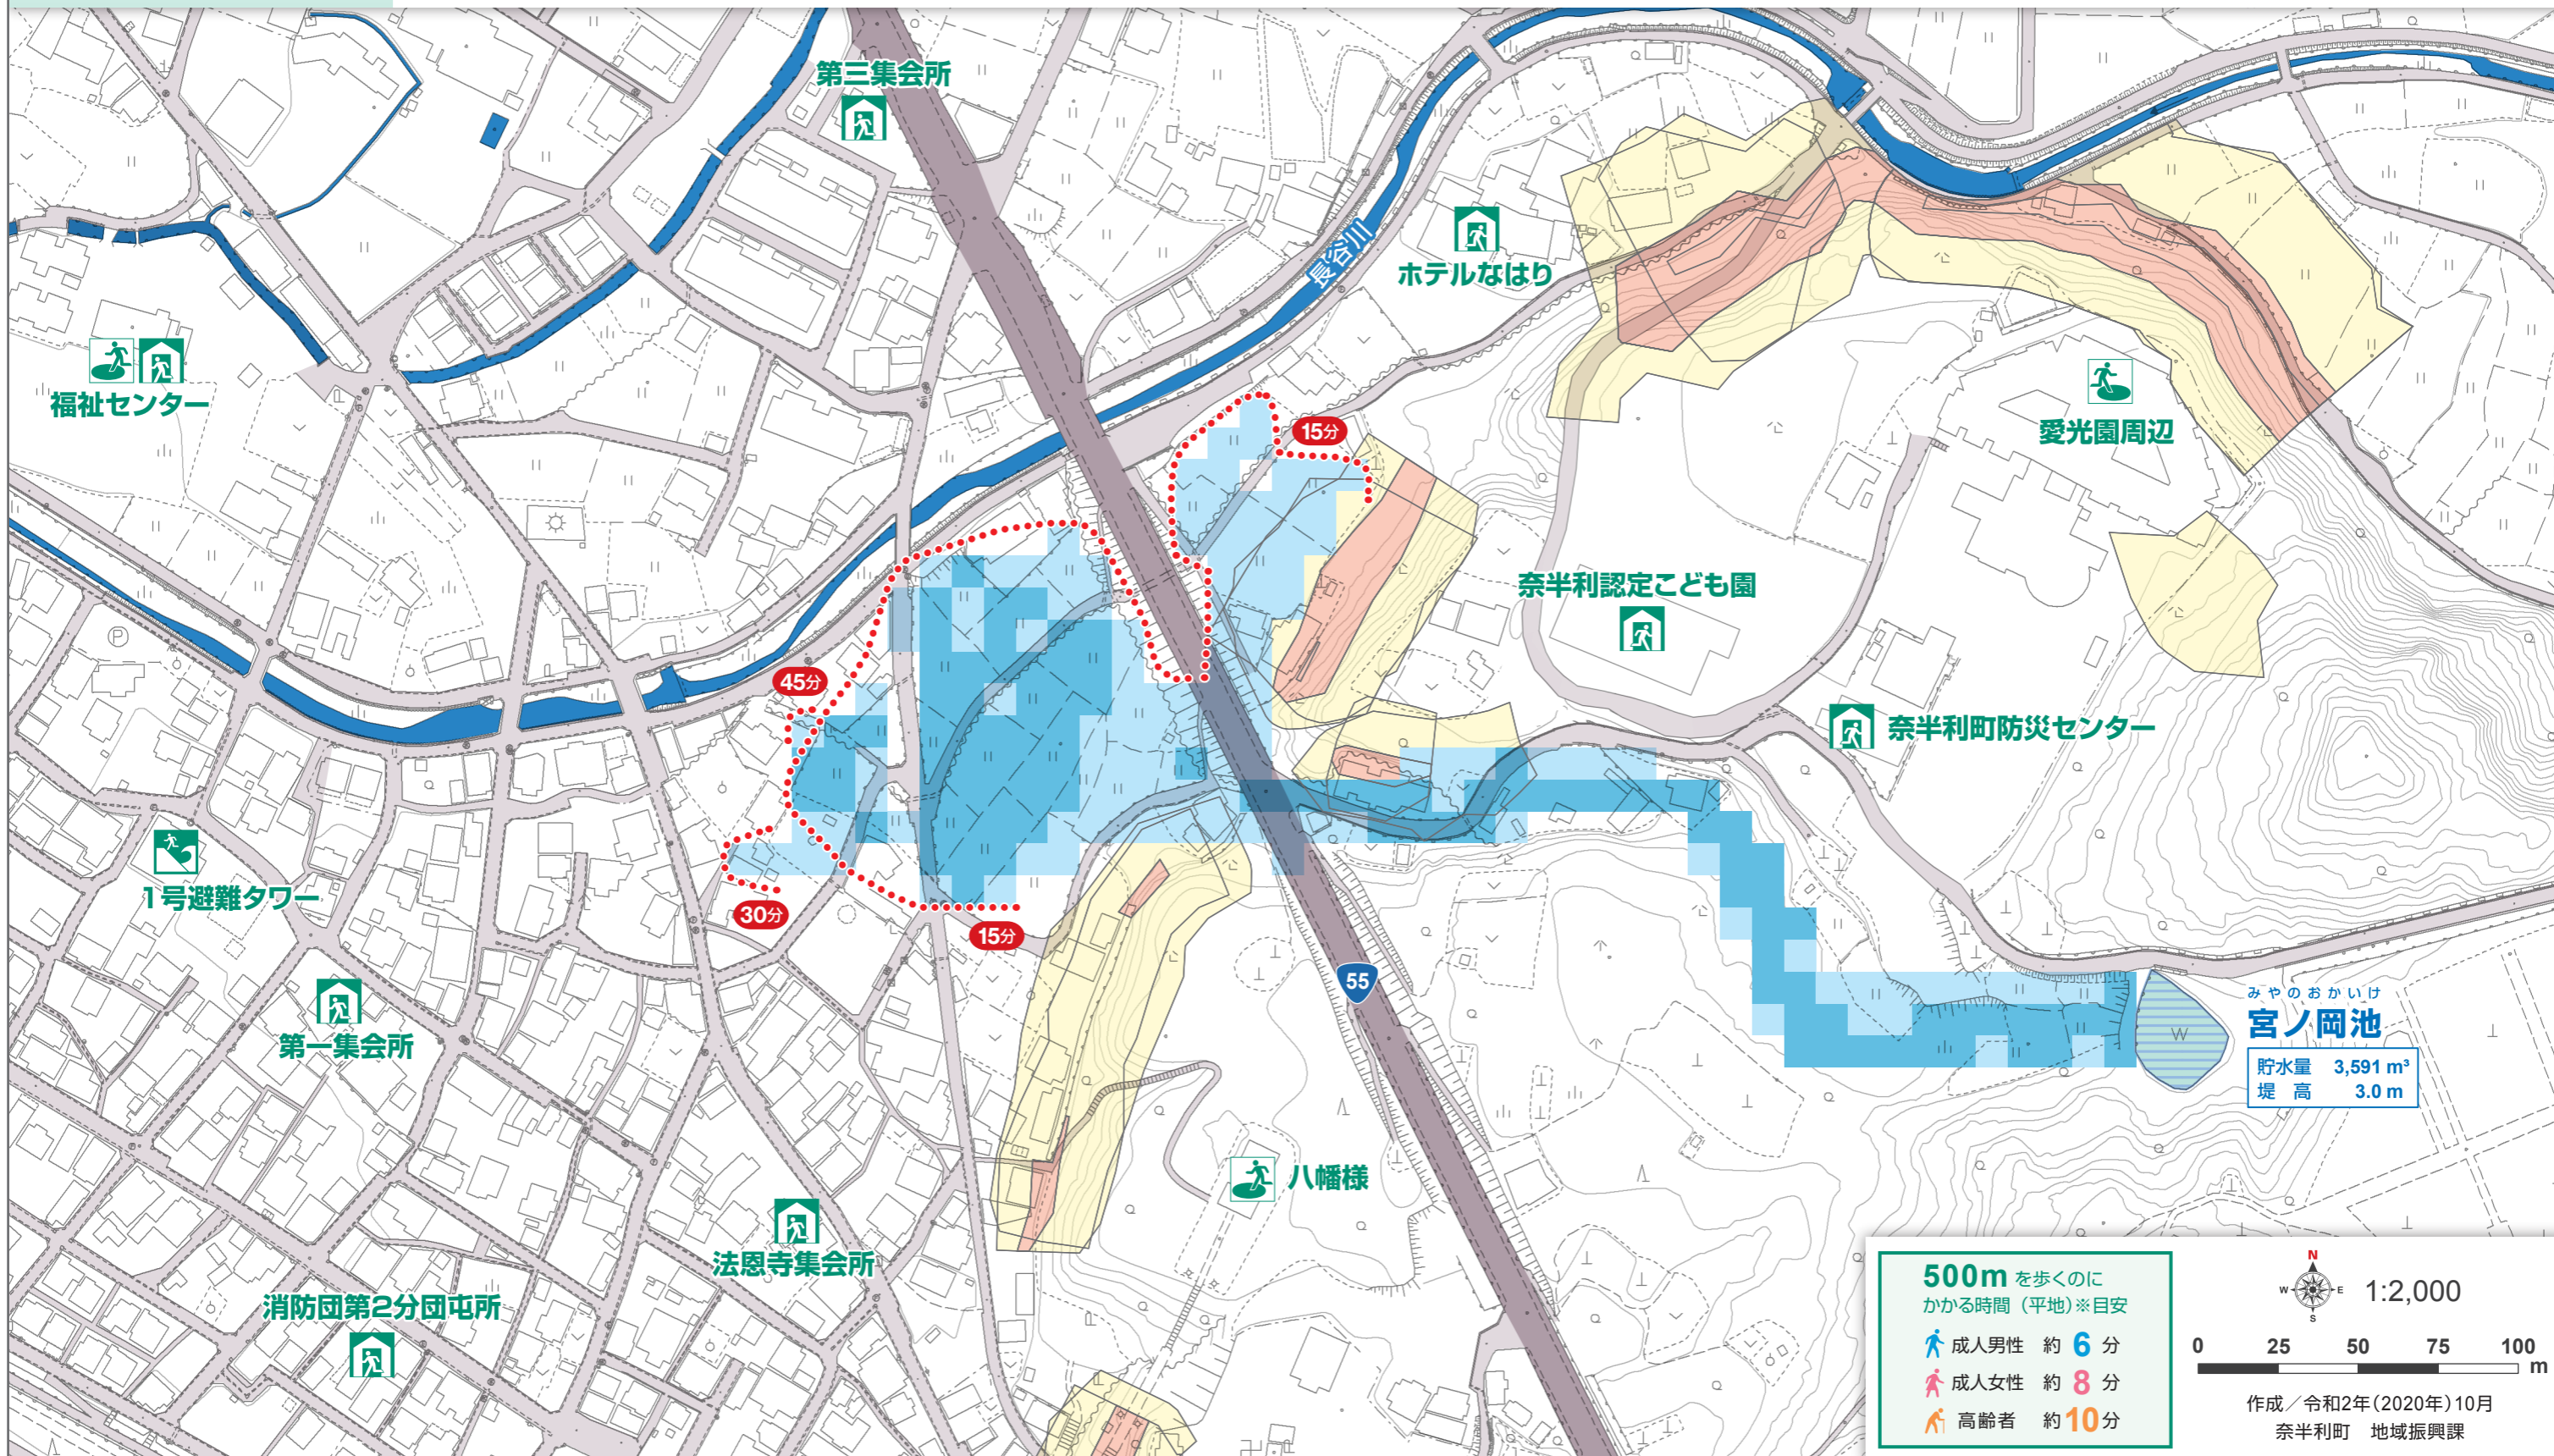 第三集会所
長谷川
ホテルなはり
福祉センター
15分
愛光園周辺
奈半利認定こども園
45分
奈半利町防災センター
1号避難タワー
30分
15分
55
みやのおかいけ
宮ノ岡池
貯水量 3,591 m³
堤 高 3.0 m
第一集会所
八幡様
法恩寺集会所
消防団第2分団屯所
500m を歩くのに
かかる時間（平地）※目安
成人男性 約 6 分
成人女性 約 8 分
高齢者 約 10 分
N
W E
S
1:2,000
0 25 50 75 100
m
作成／令和2年(2020年)10月
奈半利町 地域振興課